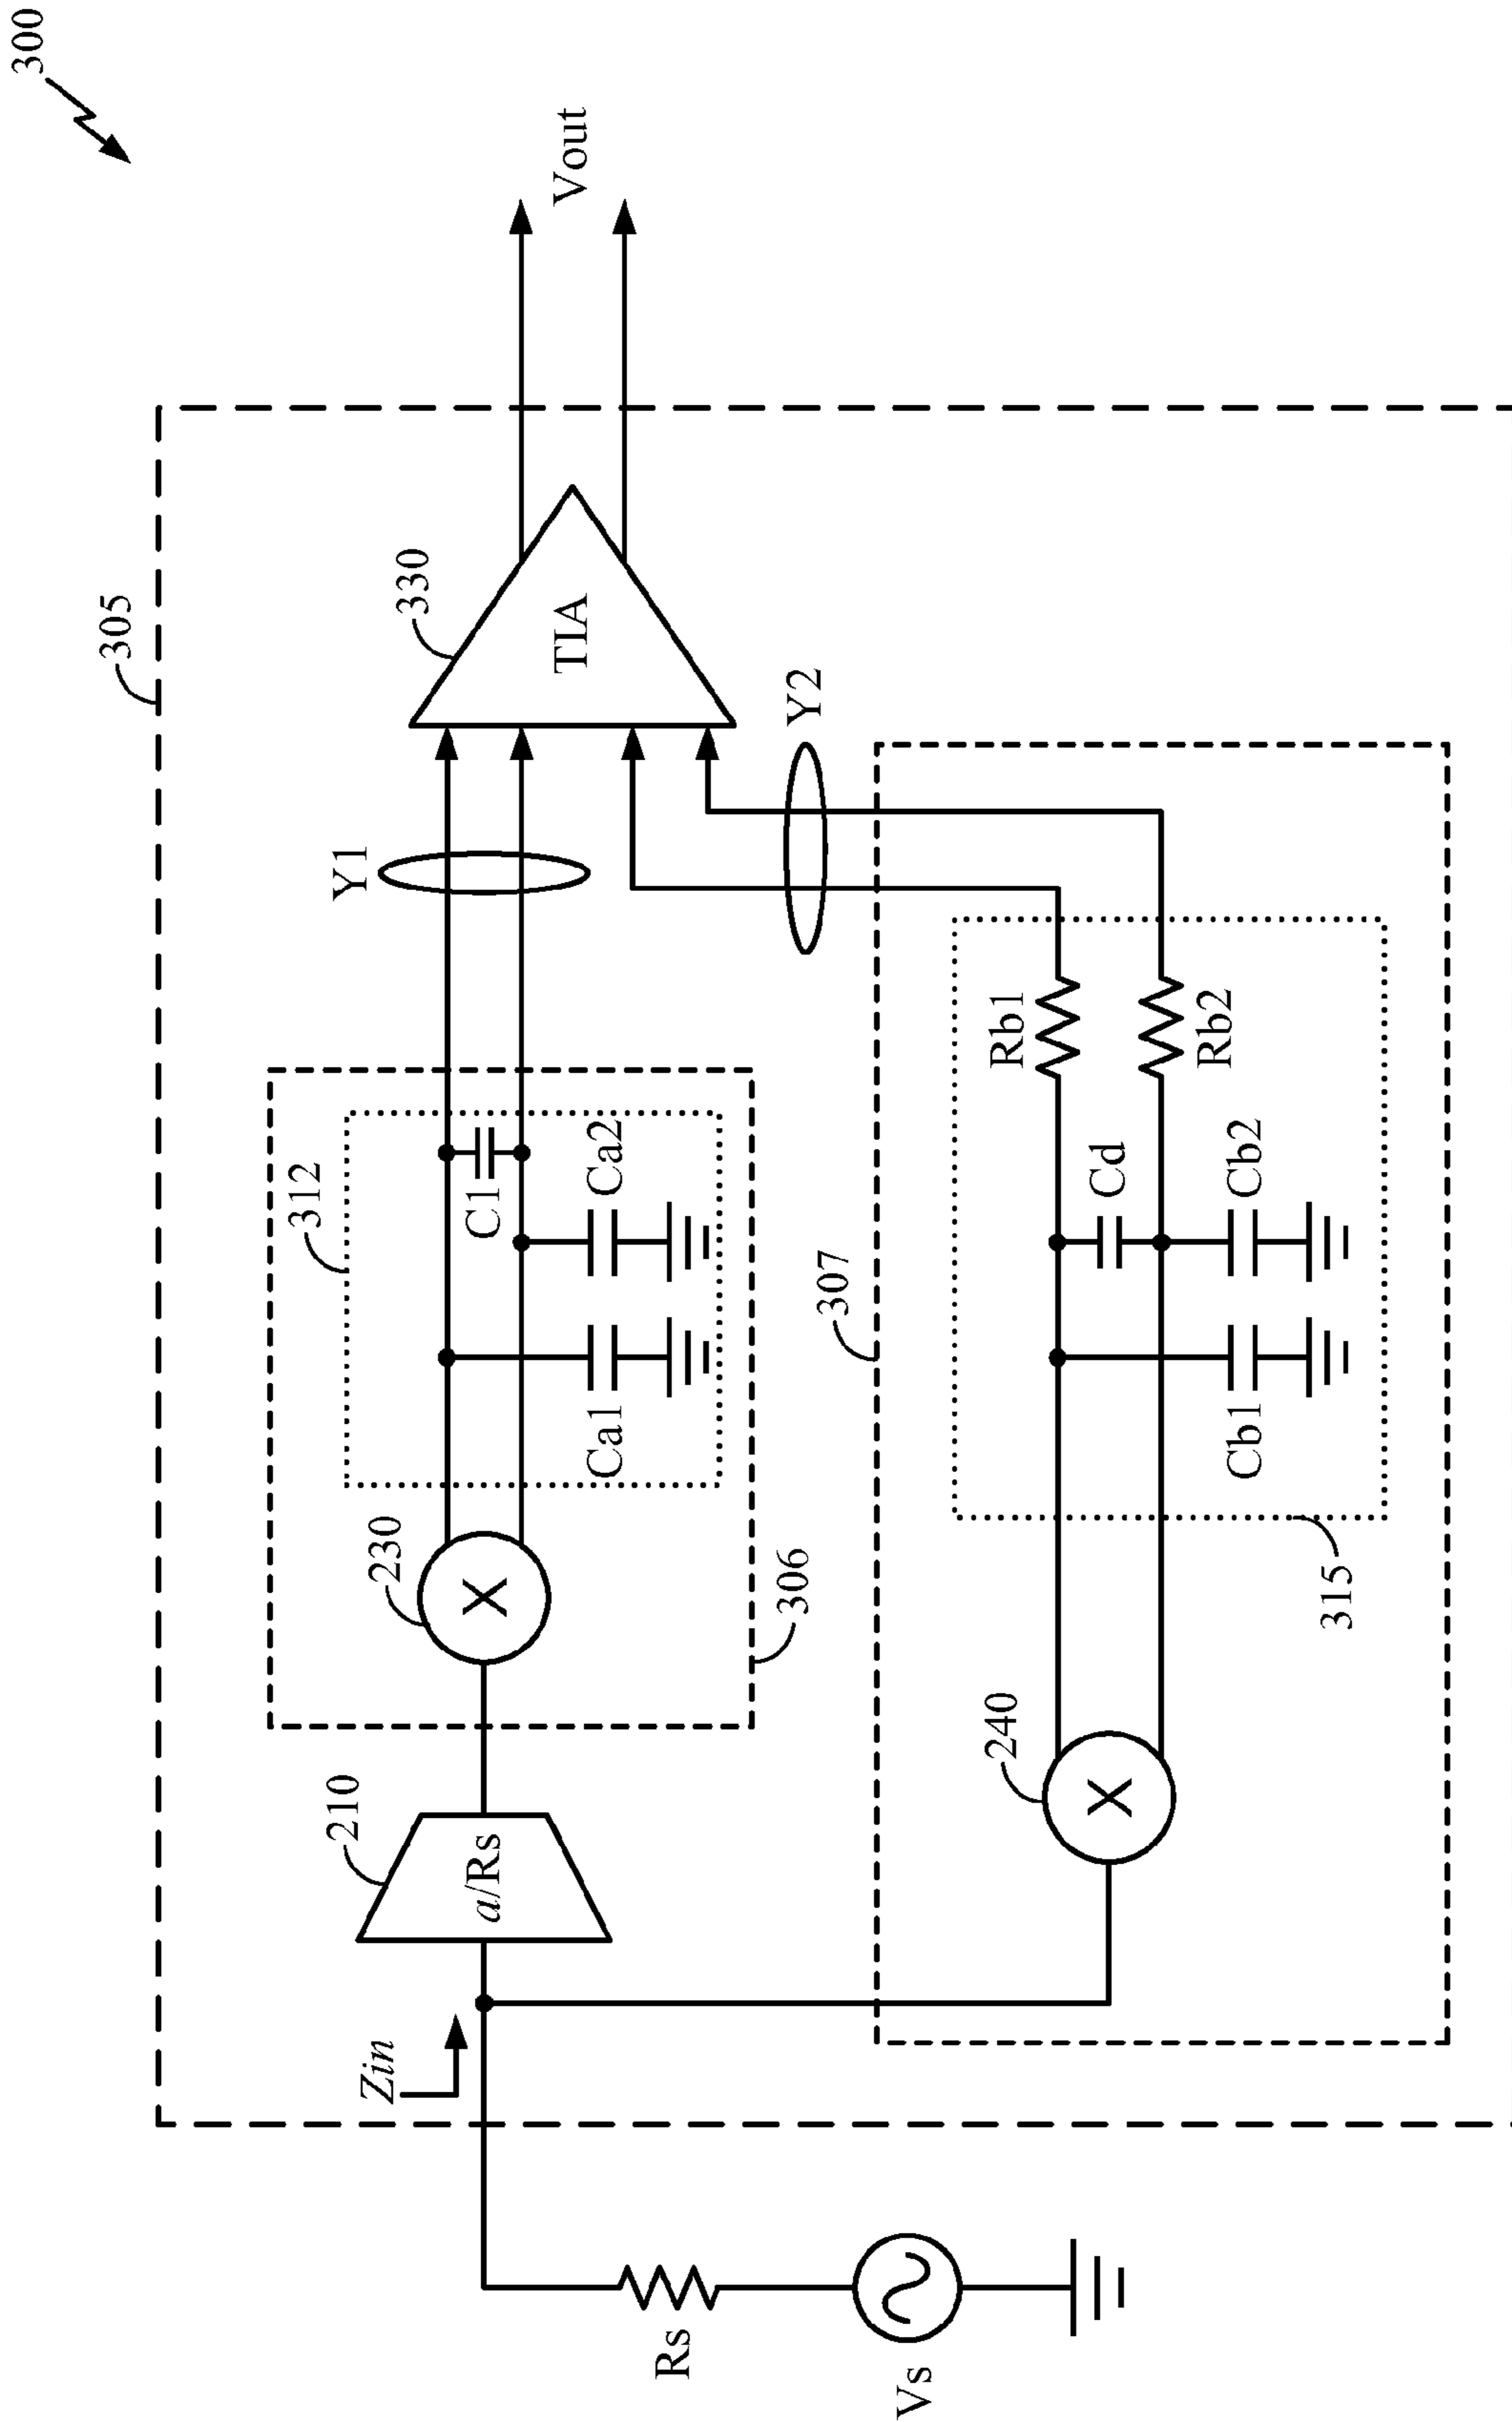 300
305
Vs
Rs
Zin
210
a/Rs
230
306
312
Ca1
Ca2
C1
Y1
330
TIA
Vout
Y2
307
240
315
Cb1
Cb2
Cd
Rb1
Rb2